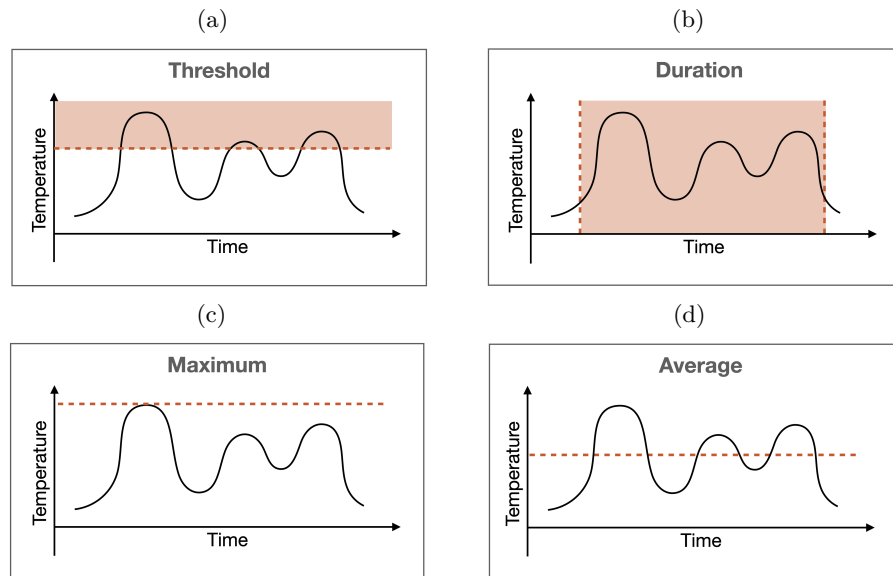 (a)
Threshold
Temperature
Time
(b)
Duration
Temperature
Time
(c)
Maximum
Temperature
Time
(d)
Average
Temperature
Time